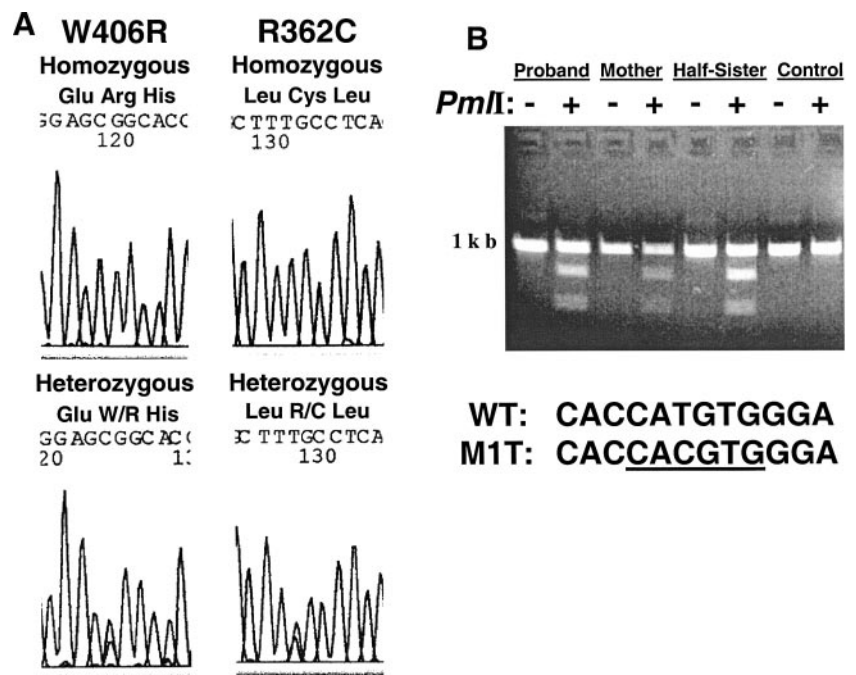 A
W406R
R362C
Homozygous
Homozygous
Glu Arg His
Leu Cys Leu
GGAGCGGCACC
CTTTGCCTCA
120
130
Heterozygous
Heterozygous
Glu W/R His
Leu R/C Leu
GGAGCGGCAC
CTTTGCCTCA
20
130
B
Proband Mother Half-Sister Control
PmlI: - + - + - + - +
1 kb
WT: CACCATGTGGGA
M1T: CACCACGTGGGA